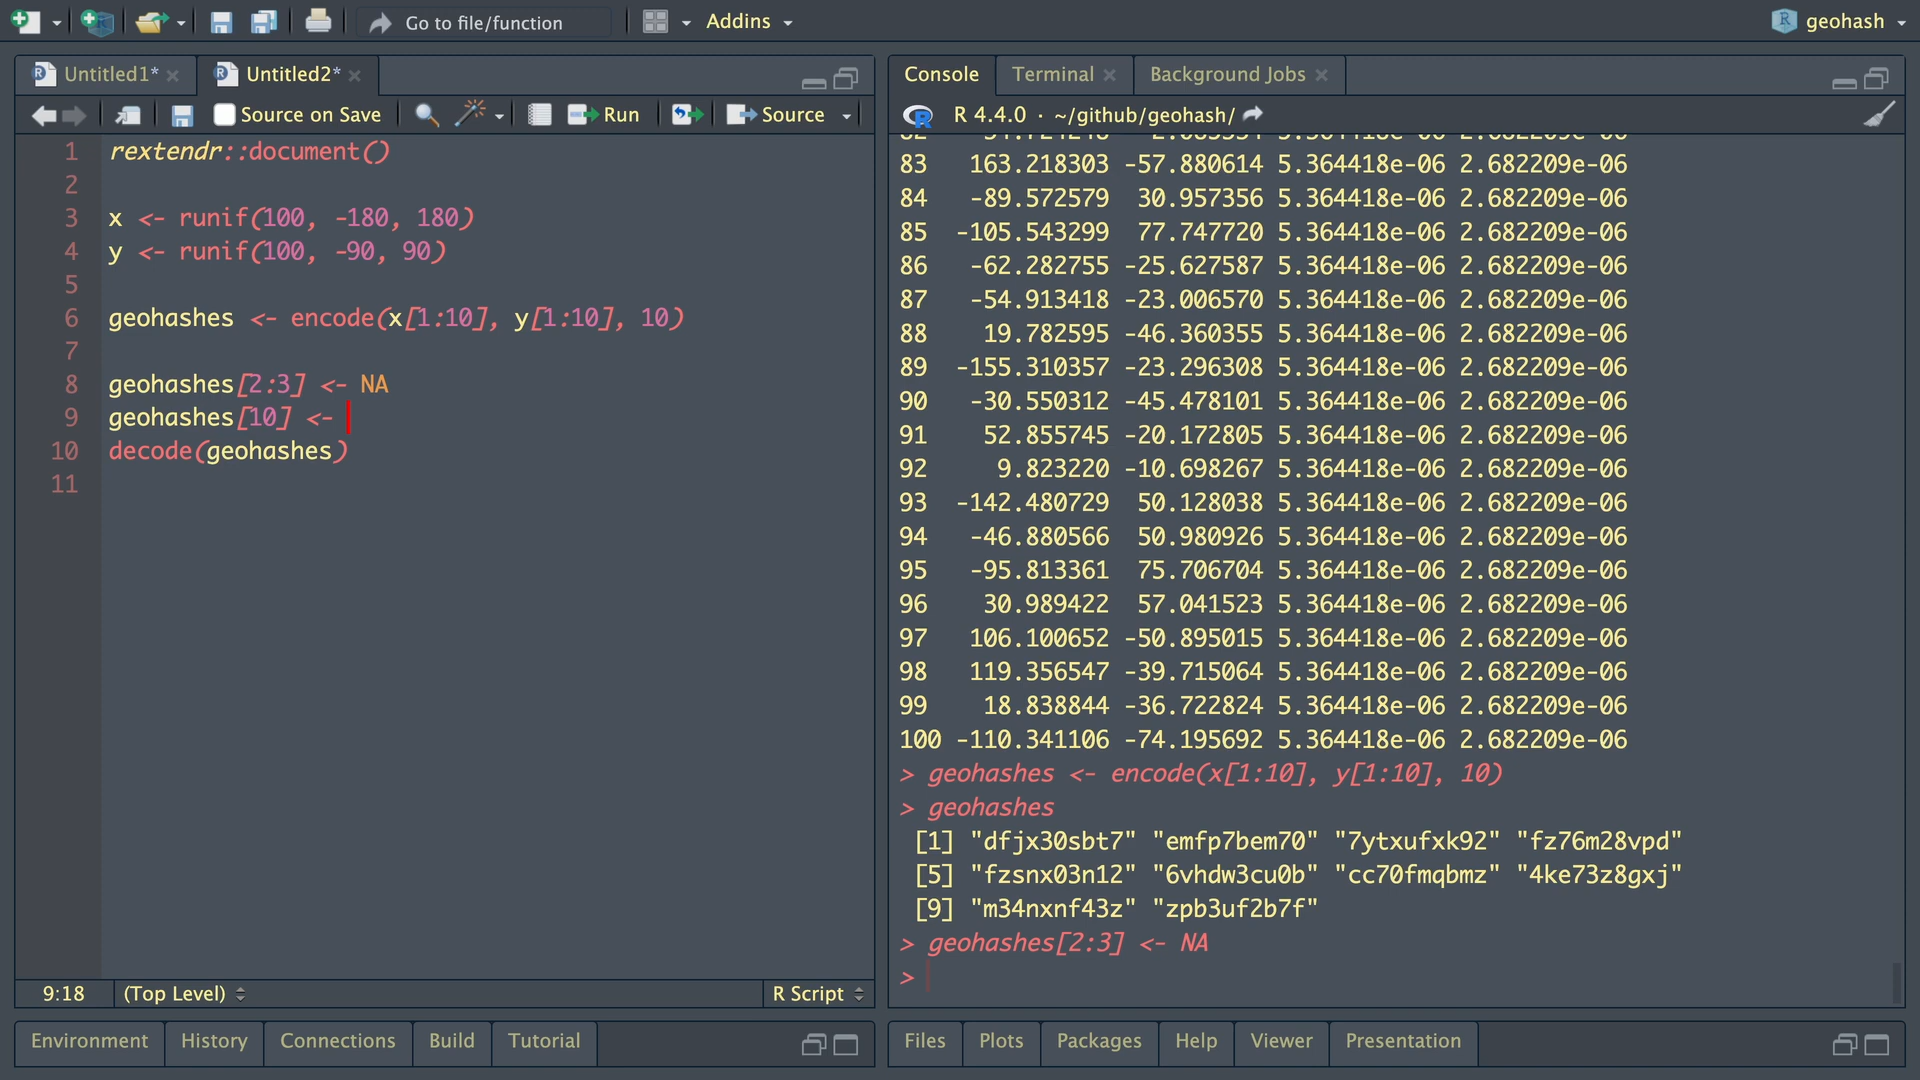 Go to file/function
Addins
geohash
Untitled1*
Untitled2*
Source on Save
Run
Source
1 rextendr::document()
2
3 x <- runif(100, -180, 180)
4 y <- runif(100, -90, 90)
5
6 geohashes <- encode(x[1:10], y[1:10], 10)
7
8 geohashes[2:3] <- NA
9 geohashes[10] <-
10 decode(geohashes)
11
9:18
(Top Level)
R Script
Environment
History
Connections
Build
Tutorial
Console
Terminal
Background Jobs
R 4.4.0 · ~/github/geohash/
83 163.218303 -57.880614 5.364418e-06 2.682209e-06
84 -89.572579 30.957356 5.364418e-06 2.682209e-06
85 -105.543299 77.747720 5.364418e-06 2.682209e-06
86 -62.282755 -25.627587 5.364418e-06 2.682209e-06
87 -54.913418 -23.006570 5.364418e-06 2.682209e-06
88 19.782595 -46.360355 5.364418e-06 2.682209e-06
89 -155.310357 -23.296308 5.364418e-06 2.682209e-06
90 -30.550312 -45.478101 5.364418e-06 2.682209e-06
91 52.855745 -20.172805 5.364418e-06 2.682209e-06
92 9.823220 -10.698267 5.364418e-06 2.682209e-06
93 -142.480729 50.128038 5.364418e-06 2.682209e-06
94 -46.880566 50.980926 5.364418e-06 2.682209e-06
95 -95.813361 75.706704 5.364418e-06 2.682209e-06
96 30.989422 57.041523 5.364418e-06 2.682209e-06
97 106.100652 -50.895015 5.364418e-06 2.682209e-06
98 119.356547 -39.715064 5.364418e-06 2.682209e-06
99 18.838844 -36.722824 5.364418e-06 2.682209e-06
100 -110.341106 -74.195692 5.364418e-06 2.682209e-06
> geohashes <- encode(x[1:10], y[1:10], 10)
> geohashes
[1] "dfjx30sbt7" "emfp7bem70" "7ytxufxk92" "fz76m28vpd"
[5] "fzsnx03n12" "6vhdw3cu0b" "cc70fmqbmz" "4ke73z8gxj"
[9] "m34nxnf43z" "zpb3uf2b7f"
> geohashes[2:3] <- NA
>
Files
Plots
Packages
Help
Viewer
Presentation